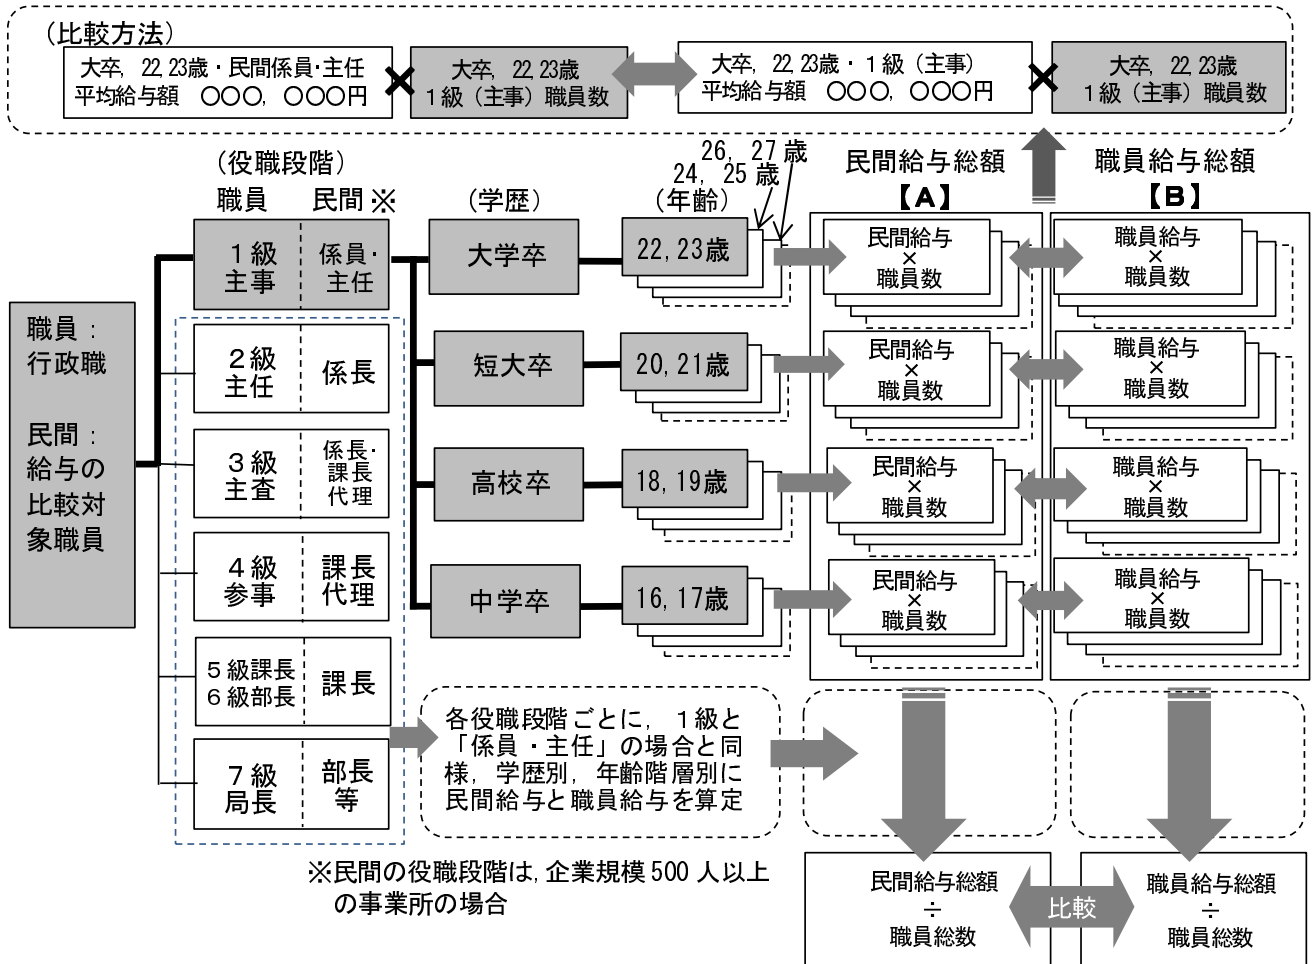 (比較方法)
大卒, 22,23歳・民間係員・主任
平均給与額 〇〇〇, 〇〇〇円
×
大卒, 22,23歳
1級(主事)職員数
大卒, 22,23歳・1級(主事)
平均給与額 〇〇〇, 〇〇〇円
×
大卒, 22,23歳
1級(主事)職員数
(役職段階)
職員 民間※
(学歴)
26, 27歳
24, 25歳
(年齢)
民間給与総額
【A】
職員給与総額
【B】
職員:
行政職
民間:
給与の
比較対
象職員
1級
主事
係員・
主任
2級
主任
係長
3級
主査
係長・
課長
代理
4級
参事
課長
代理
5級課長
6級部長
課長
7級
局長
部長
等
大学卒
22,23歳
民間給与
×
職員数
職員給与
×
職員数
短大卒
20,21歳
民間給与
×
職員数
職員給与
×
職員数
高校卒
18,19歳
民間給与
×
職員数
職員給与
×
職員数
中学卒
16,17歳
民間給与
×
職員数
職員給与
×
職員数
各役職段階ごとに, 1級と
「係員・主任」の場合と同
様, 学歴別, 年齢階層別に
民間給与と職員給与を算定
※民間の役職段階は,企業規模500人以上
の事業所の場合
民間給与総額
÷
職員総数
比較
職員給与総額
÷
職員総数